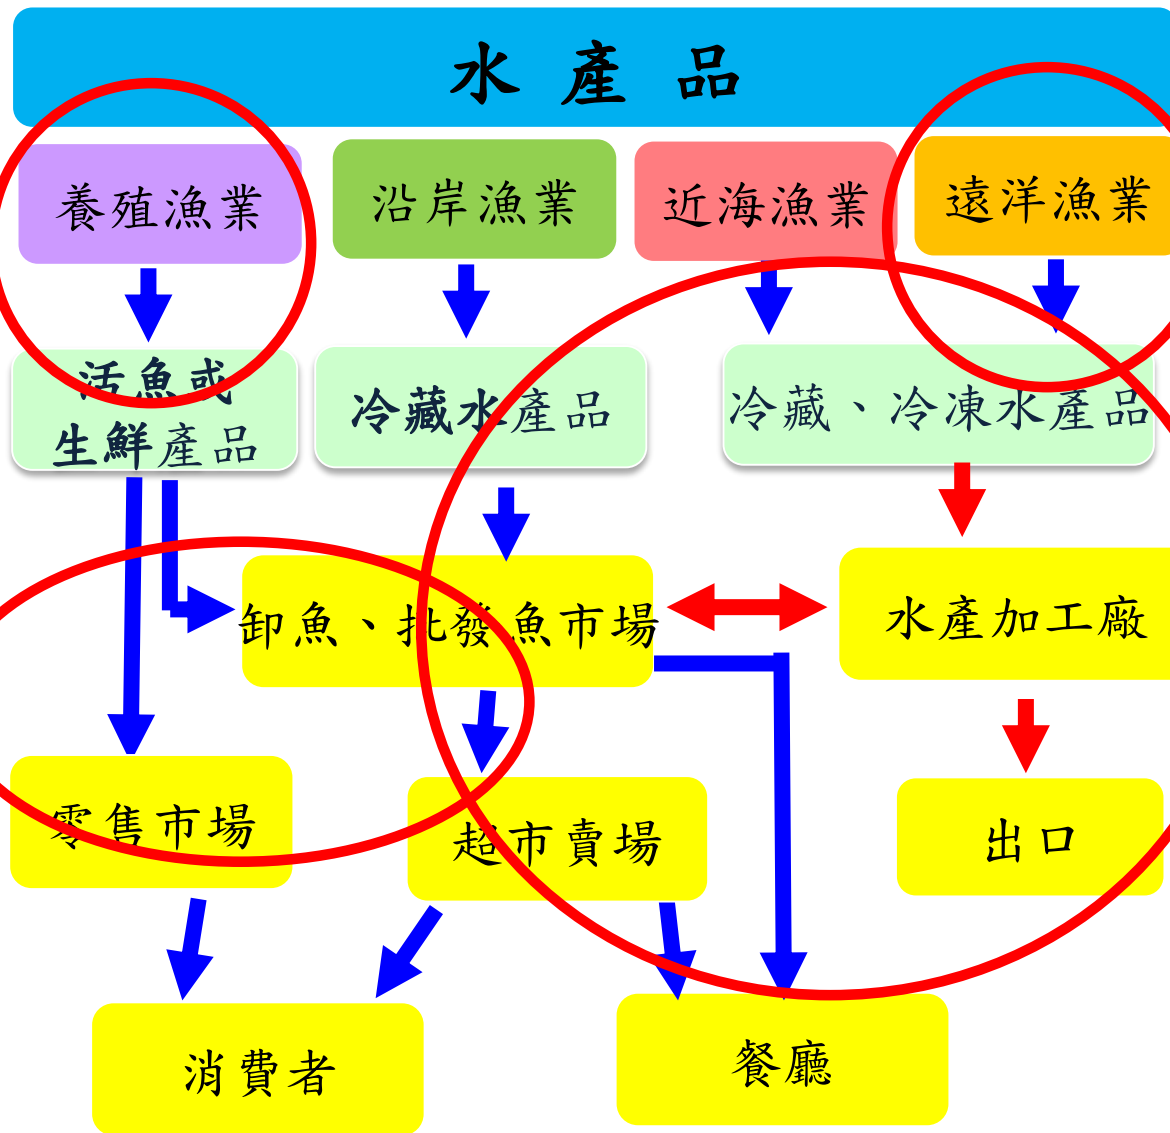 水 產 品
養殖漁業
沿岸漁業
近海漁業
遠洋漁業
活魚或
生鮮產品
冷藏水產品
冷藏、冷凍水產品
卸魚、批發魚市場
水產加工廠
零售市場
超市賣場
出口
消費者
餐廳